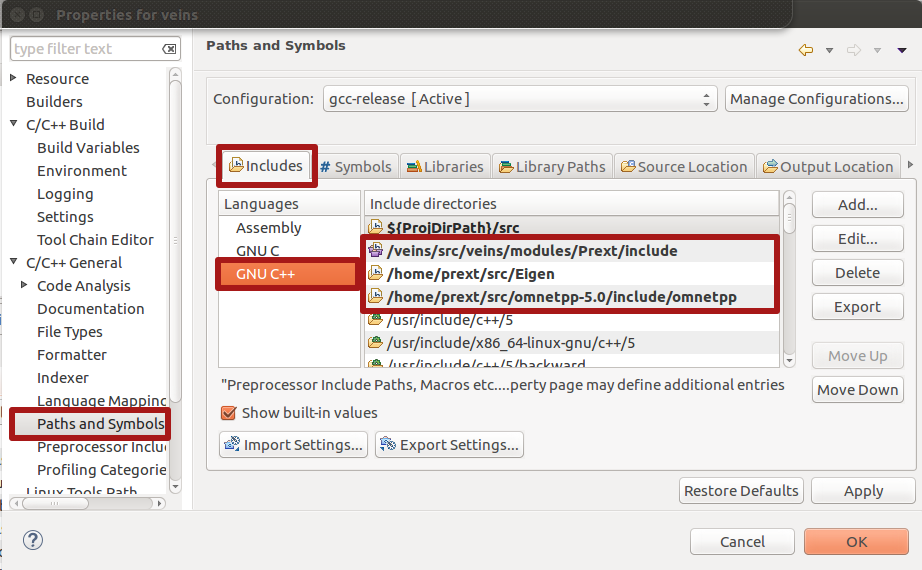 Properties for veins
type filter text
Resource
Builders
C/C++ Build
Build Variables
Environment
Logging
Settings
Tool Chain Editor
C/C++ General
Code Analysis
Documentation
File Types
Formatter
Indexer
Language Mapping
Paths and Symbols
Preprocessor Inclu
Profiling Categorie
Linux Tools Path
Paths and Symbols
Configuration: gcc-release [ Active ] Manage Configurations...
Includes # Symbols Libraries Library Paths Source Location Output Location
Languages
Assembly
GNU C
GNU C++
Include directories
${ProjDirPath}/src
/veins/src/veins/modules/Prext/include
/home/prext/src/Eigen
/home/prext/src/omnetpp-5.0/include/omnetpp
/usr/include/c++/5
/usr/include/x86_64-linux-gnu/c++/5
/usr/include/c++/5/backward
Add...
Edit...
Delete
Export
Move Up
Move Down
"Preprocessor Include Paths, Macros etc....perty page may define additional entries
Show built-in values
Import Settings... Export Settings...
Restore Defaults Apply
? Cancel OK